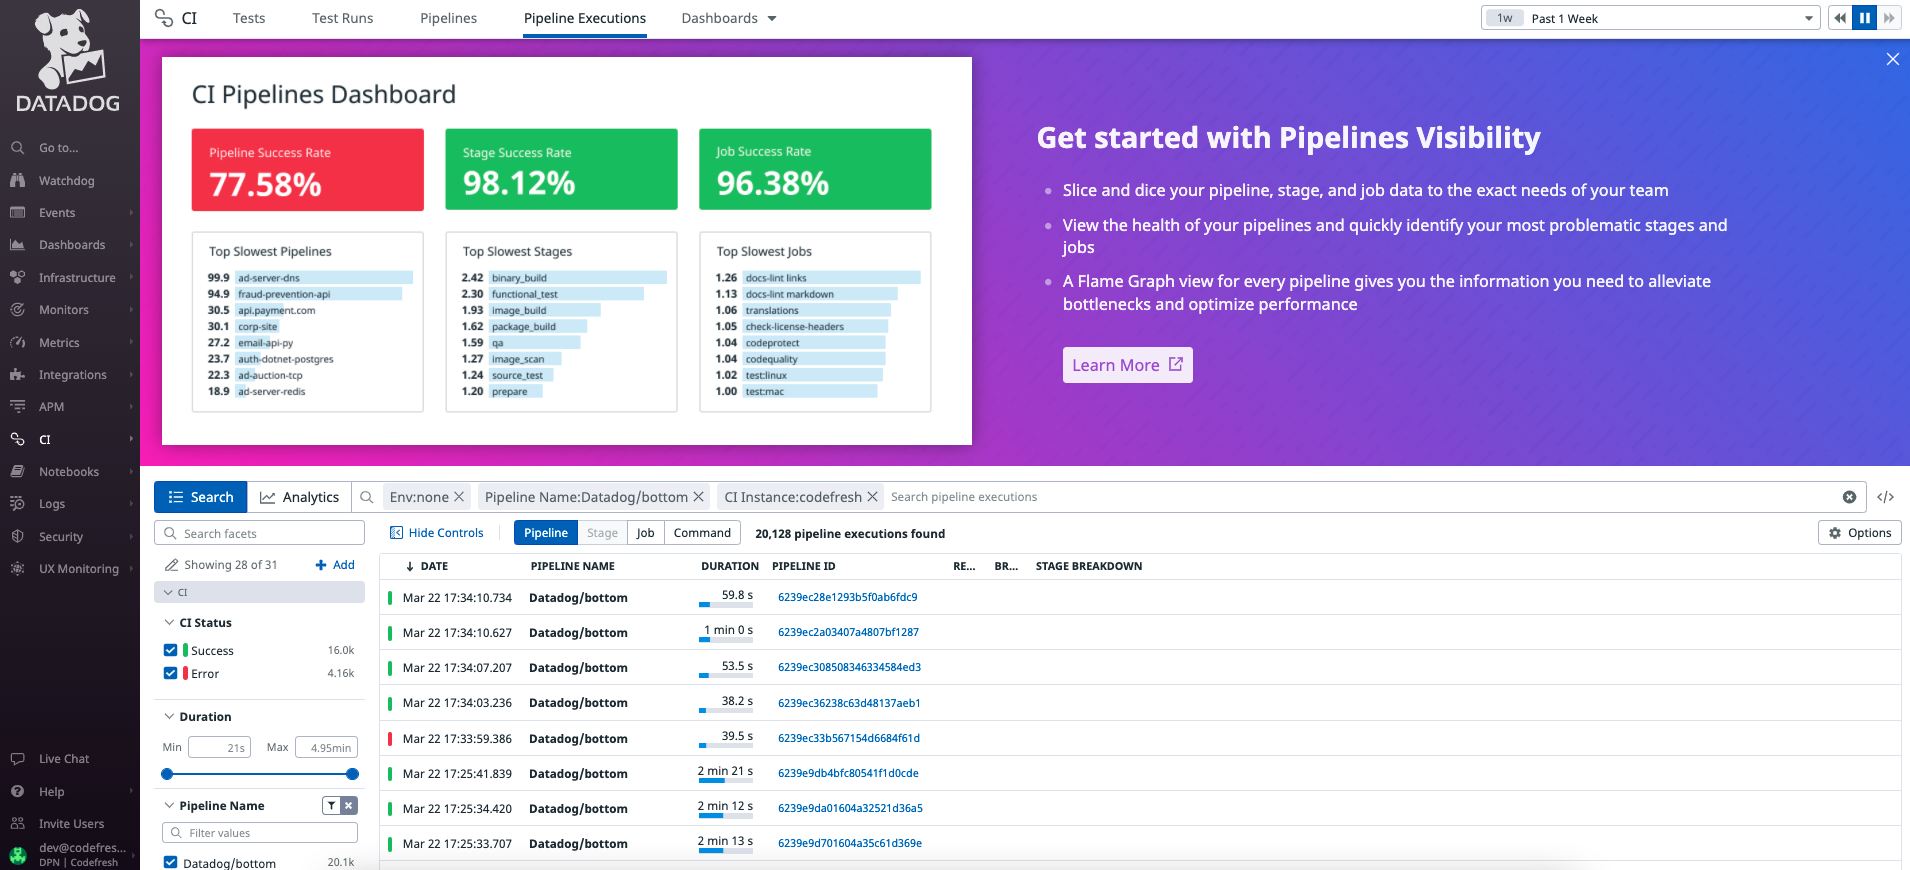 DATADOG
Go to...
Watchdog
Events
Dashboards
Infrastructure
Monitors
Metrics
Integrations
APM
CI
Notebooks
Logs
Security
UX Monitoring
Live Chat
Help
Invite Users
dev@codefres...
DPN | Codefresh
CI Tests Test Runs Pipelines Pipeline Executions Dashboards
1w Past 1 Week
CI Pipelines Dashboard
Pipeline Success Rate
77.58%
Stage Success Rate
98.12%
Job Success Rate
96.38%
Top Slowest Pipelines
99.9 ad-server-dns
94.9 fraud-prevention-api
30.5 api.payment.com
30.1 corp-site
27.2 email-api-py
23.7 auth-dotnet-postgres
22.3 ad-auction-tcp
18.9 ad-server-redis
Top Slowest Stages
2.42 binary_build
2.30 functional_test
1.93 image_build
1.62 package_build
1.59 qa
1.27 image_scan
1.24 source_test
1.20 prepare
Top Slowest Jobs
1.26 docs-lint links
1.13 docs-lint markdown
1.06 translations
1.05 check-license-headers
1.04 codeprotect
1.04 codequality
1.02 test:linux
1.00 test:mac
Get started with Pipelines Visibility
Slice and dice your pipeline, stage, and job data to the exact needs of your team
View the health of your pipelines and quickly identify your most problematic stages and
jobs
A Flame Graph view for every pipeline gives you the information you need to alleviate
bottlenecks and optimize performance
Learn More
Search Analytics Env:none Pipeline Name:Datadog/bottom CI Instance:codefresh Search pipeline executions
Search facets
Showing 28 of 31 Add
CI
CI Status
Success 16.0k
Error 4.16k
Duration
Min 21s Max 4.95min
Pipeline Name
Filter values
Datadog/bottom 20.1k
Hide Controls Pipeline Stage Job Command 20,128 pipeline executions found Options
DATE PIPELINE NAME DURATION PIPELINE ID RE... BR... STAGE BREAKDOWN
Mar 22 17:34:10.734 Datadog/bottom 59.8 s 6239ec28e1293b5f0ab6fdc9
Mar 22 17:34:10.627 Datadog/bottom 1 min 0 s 6239ec2a03407a4807bf1287
Mar 22 17:34:07.207 Datadog/bottom 53.5 s 6239ec308508346334584ed3
Mar 22 17:34:03.236 Datadog/bottom 38.2 s 6239ec36238c63d48137aeb1
Mar 22 17:33:59.386 Datadog/bottom 39.5 s 6239ec33b567154d6684f61d
Mar 22 17:25:41.839 Datadog/bottom 2 min 21 s 6239e9db4bfc80541f1d0cde
Mar 22 17:25:34.420 Datadog/bottom 2 min 12 s 6239e9da01604a32521d36a5
Mar 22 17:25:33.707 Datadog/bottom 2 min 13 s 6239e9d701604a35c61d369e